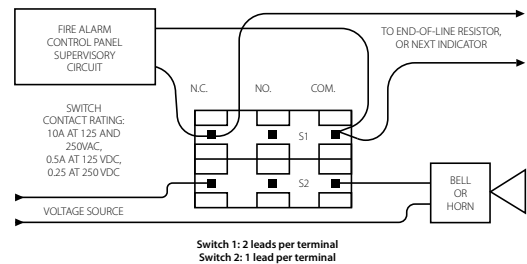 FIRE ALARM
CONTROL PANEL
SUPERVISORY
CIRCUIT
TO END-OF-LINE RESISTOR,
OR NEXT INDICATOR
N.C.
NO.
COM.
SWITCH
CONTACT RATING:
10A AT 125 AND
250VAC,
0.5A AT 125 VDC,
0.25 AT 250 VDC
S1
S2
VOLTAGE SOURCE
BELL
OR
HORN
Switch 1: 2 leads per terminal
Switch 2: 1 lead per terminal